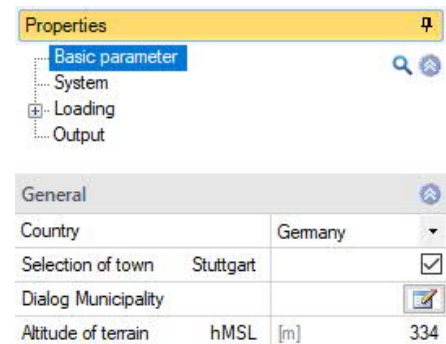 Properties
Basic parameter
System
Loading
Output
General
Country Germany
Selection of town Stuttgart
Dialog Municipality
Altitude of terrain hMSL [m] 334